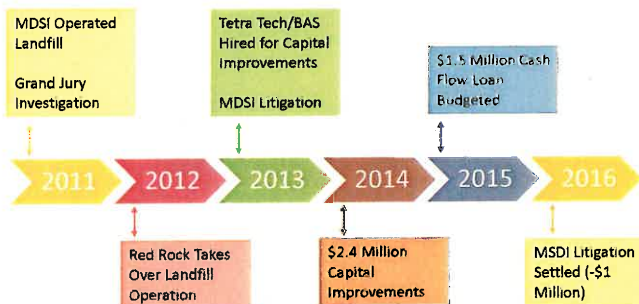 MDSI Operated
Landfill
Grand Jury
Investigation
Tetra Tech/BAS
Hired for Capital
Improvements
MDSI Litigation
$1.5 Million Cash
Flow Loan
Budgeted
2011
2012
2013
2014
2015
2016
Red Rock Takes
Over Landfill
Operation
$2.4 Million
Capital
Improvements
MSDI Litigation
Settled (-$1
Million)